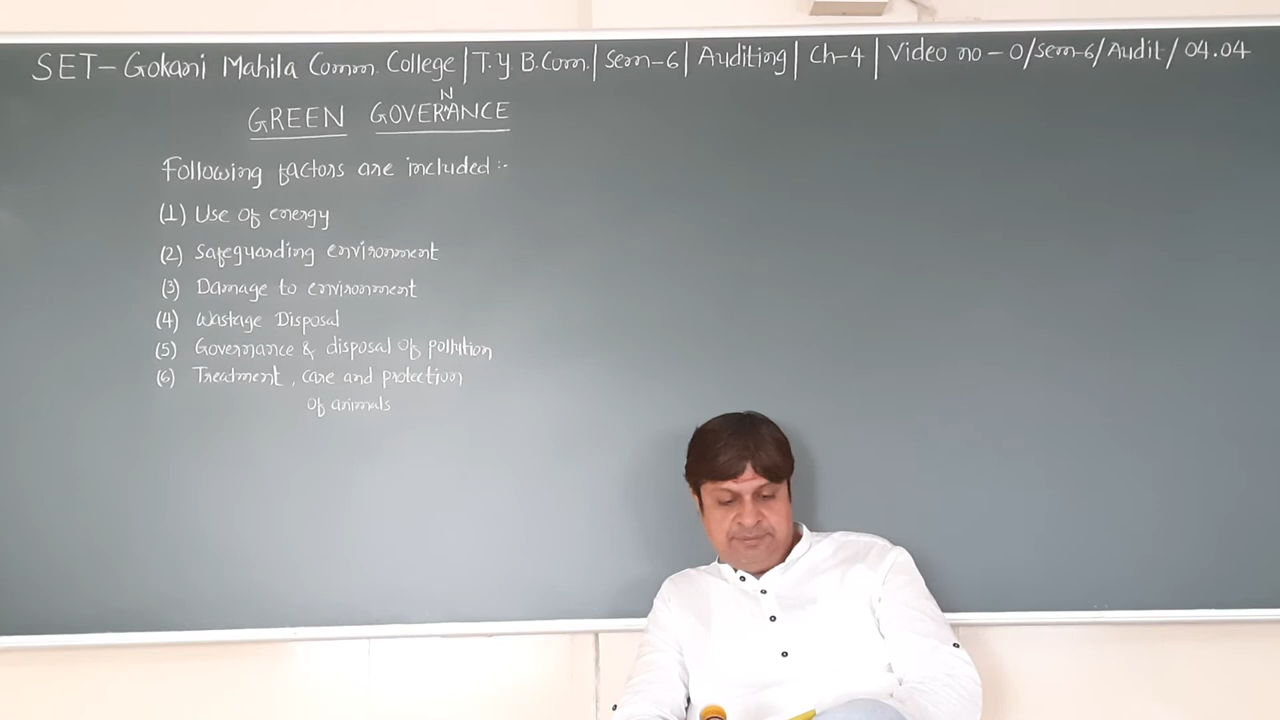 SET-Gokani Mahila Comm. College | T.Y B.Com. | Sem-6 | Auditing | Ch-4 | Video no - 0/sem-6/Audit/04.04
GREEN GOVERNANCE
Following factors are included :-
(1) Use of energy
(2) Safeguarding environment
(3) Damage to environment
(4) Wastage Disposal
(5) Governance & disposal of pollution
(6) Treatment, care and protection
of animals